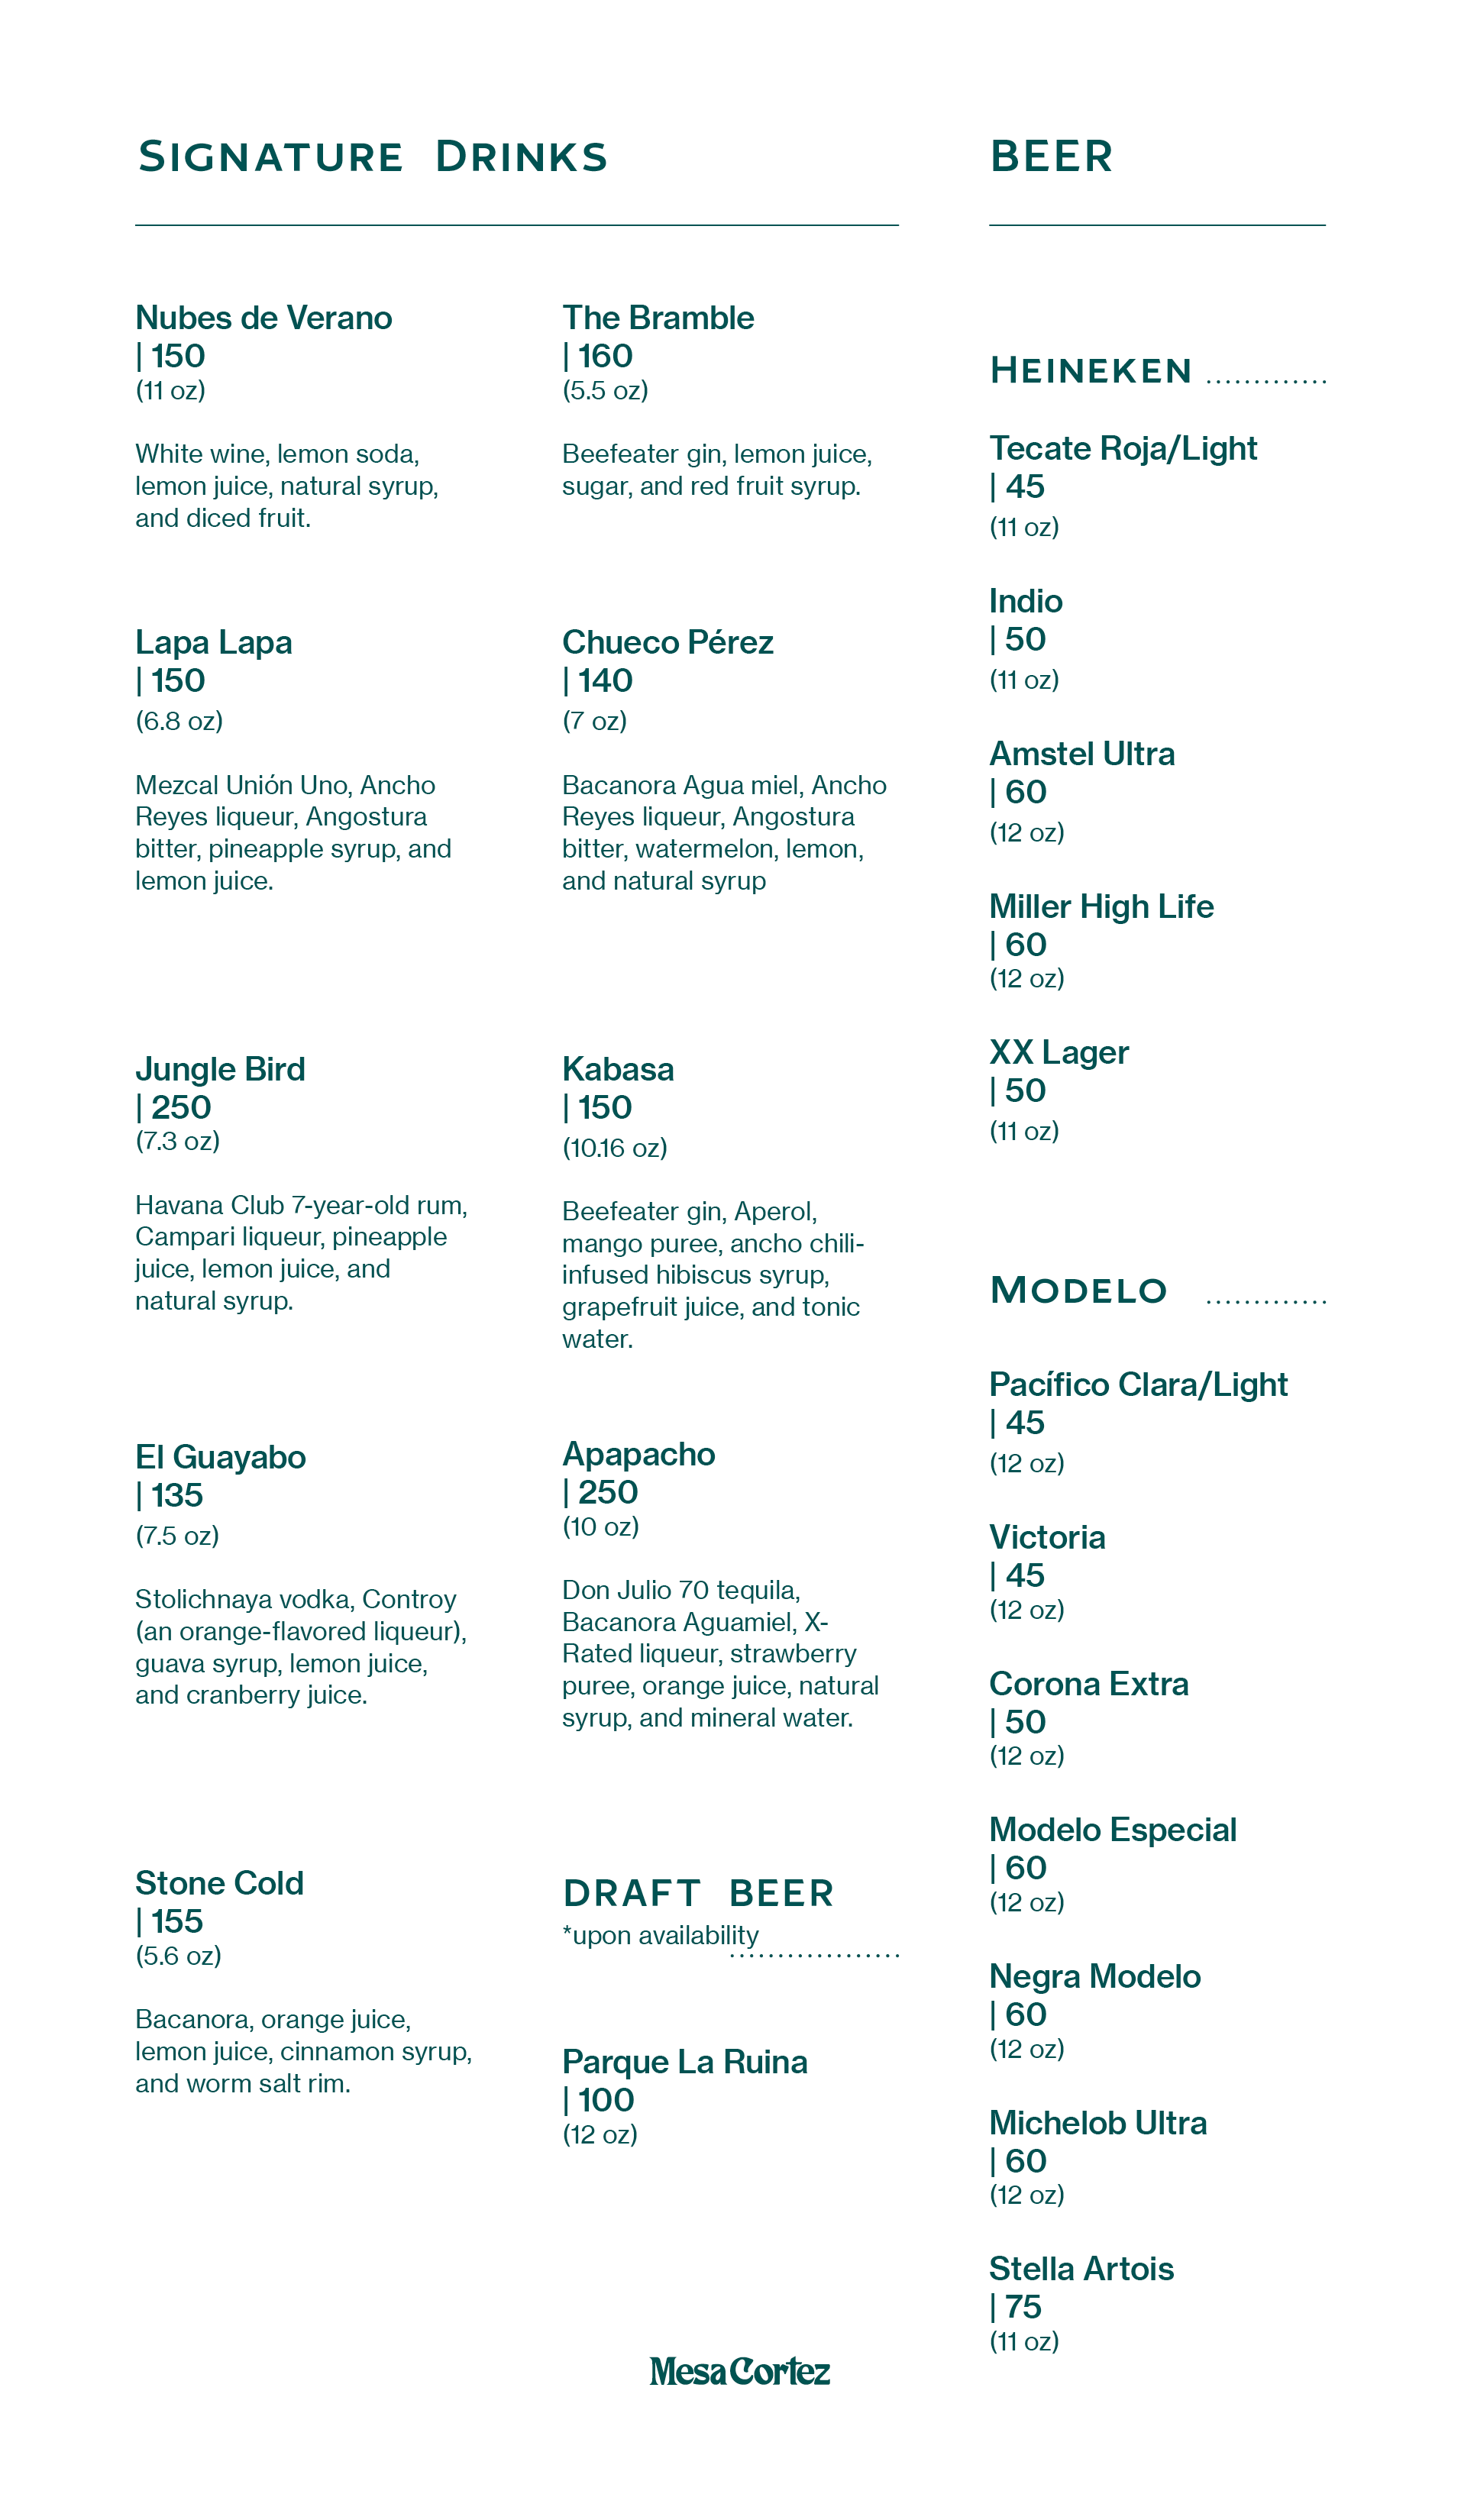 Signature Drinks
Nubes de Verano
| 150
(11 oz)
White wine, lemon soda,
lemon juice, natural syrup,
and diced fruit.
Lapa Lapa
| 150
(6.8 oz)
Mezcal Unión Uno, Ancho
Reyes liqueur, Angostura
bitter, pineapple syrup, and
lemon juice.
Jungle Bird
| 250
(7.3 oz)
Havana Club 7-year-old rum,
Campari liqueur, pineapple
juice, lemon juice, and
natural syrup.
El Guayabo
| 135
(7.5 oz)
Stolichnaya vodka, Controy
(an orange-flavored liqueur),
guava syrup, lemon juice,
and cranberry juice.
Stone Cold
| 155
(5.6 oz)
Bacanora, orange juice,
lemon juice, cinnamon syrup,
and worm salt rim.
The Bramble
| 160
(5.5 oz)
Beefeater gin, lemon juice,
sugar, and red fruit syrup.
Chueco Pérez
| 140
(7 oz)
Bacanora Agua miel, Ancho
Reyes liqueur, Angostura
bitter, watermelon, lemon,
and natural syrup
Kabasa
| 150
(10.16 oz)
Beefeater gin, Aperol,
mango puree, ancho chili-
infused hibiscus syrup,
grapefruit juice, and tonic
water.
Apapacho
| 250
(10 oz)
Don Julio 70 tequila,
Bacanora Aguamiel, X-
Rated liqueur, strawberry
puree, orange juice, natural
syrup, and mineral water.
DRAFT BEER
*upon availability
Parque La Ruina
| 100
(12 oz)
BEER
Heineken
Tecate Roja/Light
| 45
(11 oz)
Indio
| 50
(11 oz)
Amstel Ultra
| 60
(12 oz)
Miller High Life
| 60
(12 oz)
XX Lager
| 50
(11 oz)
Modelo
Pacífico Clara/Light
| 45
(12 oz)
Victoria
| 45
(12 oz)
Corona Extra
| 50
(12 oz)
Modelo Especial
| 60
(12 oz)
Negra Modelo
| 60
(12 oz)
Michelob Ultra
| 60
(12 oz)
Stella Artois
| 75
(11 oz)
Mesa Cortez